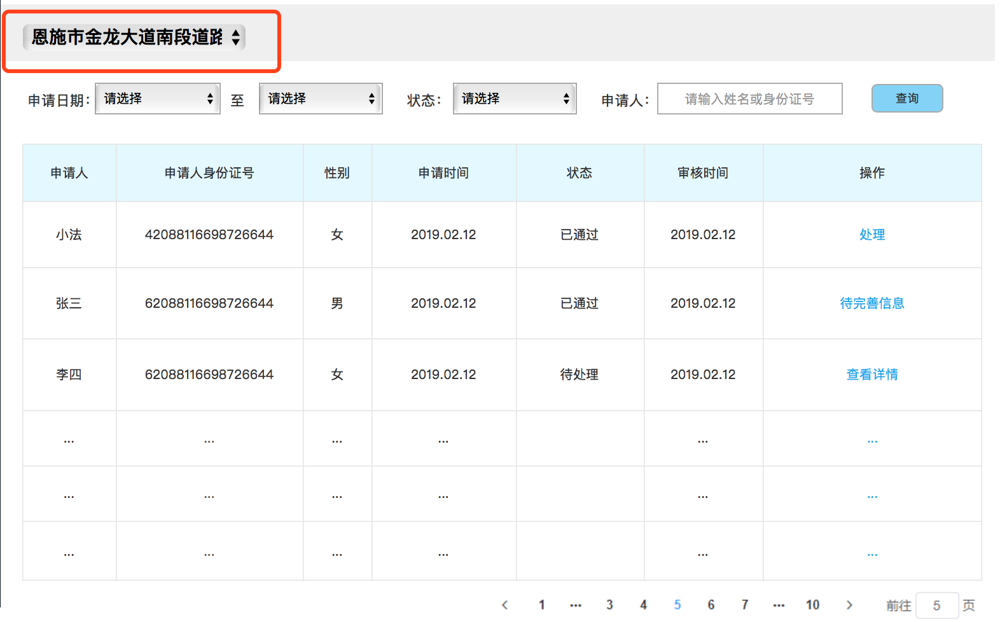 恩施市金龙大道南段道路
申请日期： 请选择 至 请选择 状态： 请选择 申请人： 请输入姓名或身份证号 查询
申请人 申请人身份证号 性别 申请时间 状态 审核时间 操作
小法 42088116698726644 女 2019.02.12 已通过 2019.02.12 处理
张三 62088116698726644 男 2019.02.12 已通过 2019.02.12 待完善信息
李四 62088116698726644 女 2019.02.12 待处理 2019.02.12 查看详情
... ... ... ... ... ...
... ... ... ... ... ...
... ... ... ... ... ...
< 1 ... 3 4 5 6 7 ... 10 > 前往 5 页